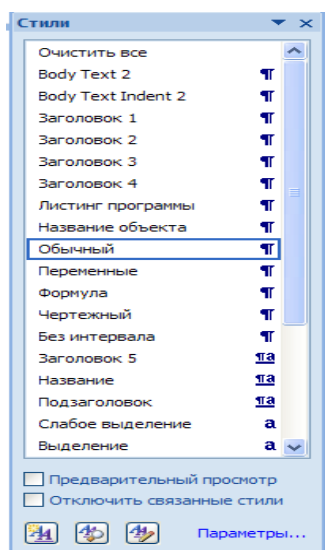 Стили
Очистить все
Body Text 2 ¶
Body Text Indent 2 ¶
Заголовок 1 ¶
Заголовок 2 ¶
Заголовок 3 ¶
Заголовок 4 ¶
Листинг программы ¶
Название объекта ¶
Обычный ¶
Переменные ¶
Формула ¶
Чертежный ¶
Без интервала ¶
Заголовок 5 ¶a
Название ¶a
Подзаголовок ¶a
Слабое выделение a
Выделение a
Предварительный просмотр
Отключить связанные стили
Параметры...